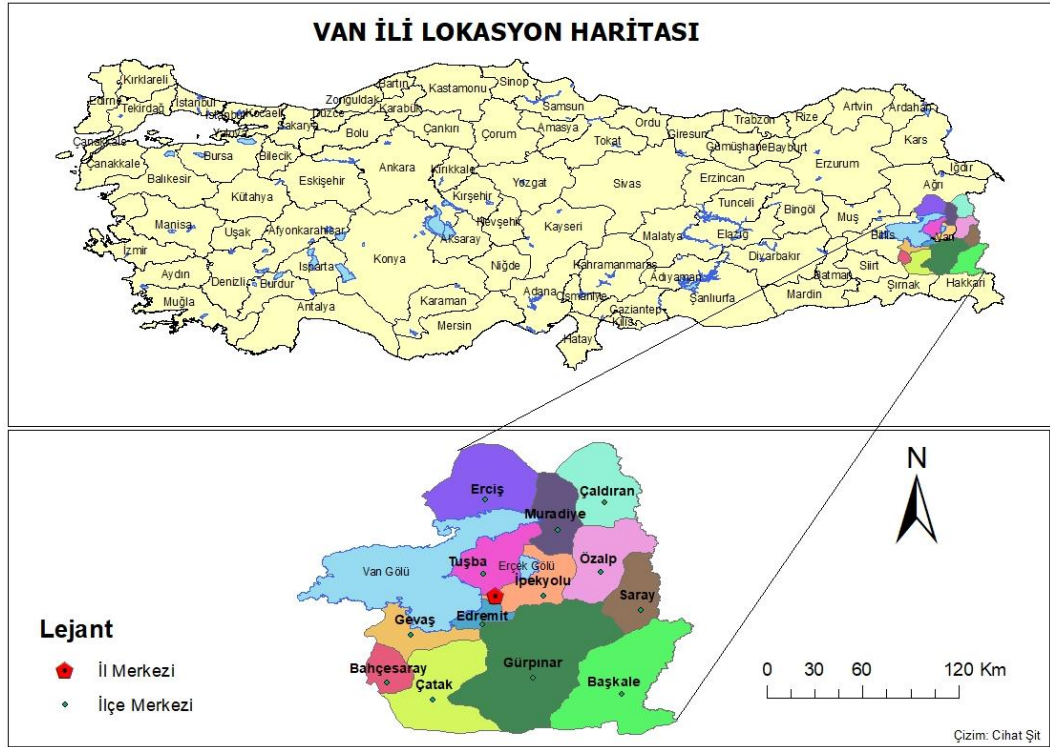 VAN İLİ LOKASYON HARİTASI
Kırklareli
Edirne
Tekirdağ
İstanbul
İstanbul
Kocaeli
Yalova
Sakarya
Düzce
Zonguldak
Bartın
Karabük
Kastamonu
Sinop
Samsun
Ordu
Giresun
Trabzon
Rize
Artvin
Ardahan
Kars
Iğdır
Ağrı
Çanakkale
Çanakkale
Balıkesir
Bursa
Bilecik
Bolu
Çankırı
Çorum
Amasya
Tokat
Gümüşhane
Bayburt
Erzurum
Erzincan
Kütahya
Eskişehir
Ankara
Kırıkkale
Yozgat
Sivas
Tunceli
Bingöl
Muş
Kırşehir
Nevşehir
Kayseri
Manisa
Uşak
Afyonkarahisar
Aksaray
Malatya
Elazığ
Bitlis
Van
İzmir
Isparta
Konya
Niğde
Kahramanmaraş
Adıyaman
Diyarbakır
Batman
Siirt
Aydın
Denizli
Burdur
Muğla
Antalya
Karaman
Mersin
Adana
Osmaniye
Gaziantep
Kilis
Hatay
Şanlıurfa
Mardin
Şırnak
Hakkari
Erciş
Çaldıran
Muradiye
Van Gölü
Tuşba
Erçek Gölü
Özalp
İpekyolu
Saray
Gevaş
Edremit
Bahçesaray
Çatak
Gürpınar
Başkale
N
Lejant
İl Merkezi
İlçe Merkezi
0 30 60 120 Km
Çizim: Cihat Şit